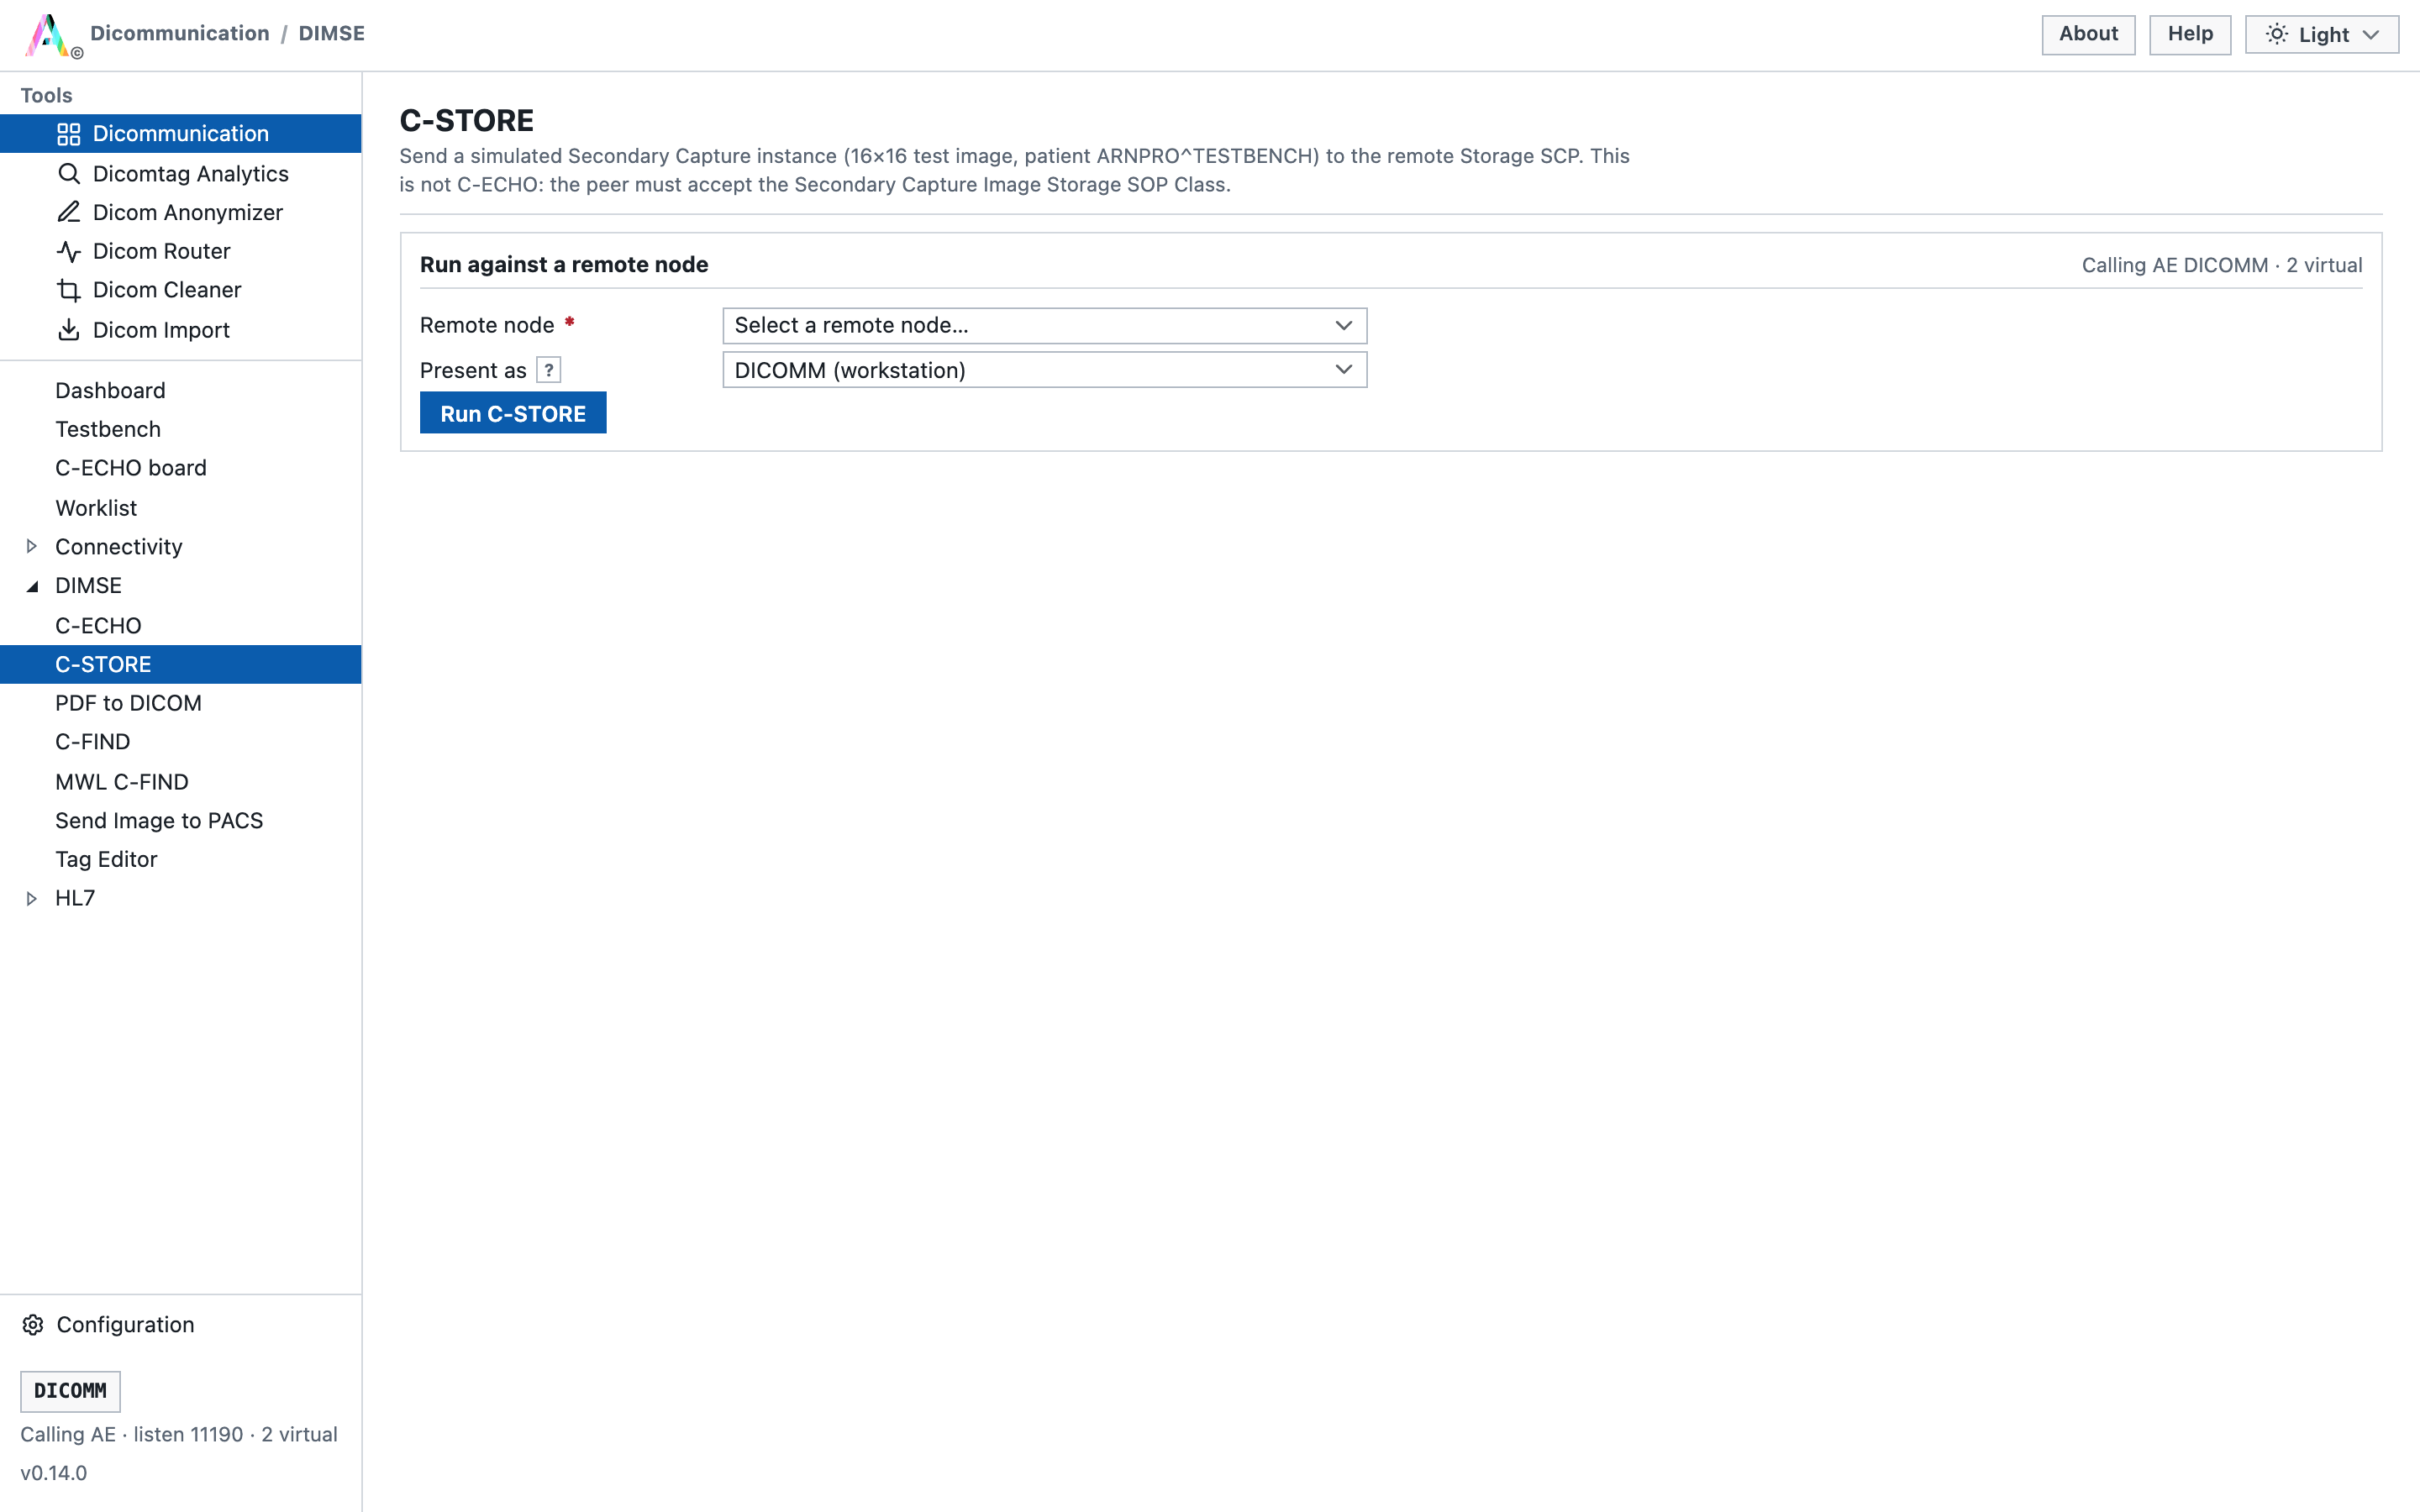 Dicommunication / DIMSE
About
Help
Light
Tools
Dicommunication
Dicomtag Analytics
Dicom Anonymizer
Dicom Router
Dicom Cleaner
Dicom Import
Dashboard
Testbench
C-ECHO board
Worklist
Connectivity
DIMSE
C-ECHO
C-STORE
PDF to DICOM
C-FIND
MWL C-FIND
Send Image to PACS
Tag Editor
HL7
Configuration
DICOMM
Calling AE · listen 11190 · 2 virtual
v0.14.0
C-STORE
Send a simulated Secondary Capture instance (16×16 test image, patient ARNPRO^TESTBENCH) to the remote Storage SCP. This
is not C-ECHO: the peer must accept the Secondary Capture Image Storage SOP Class.
Run against a remote node
Calling AE DICOMM · 2 virtual
Remote node *
Select a remote node...
Present as ?
DICOMM (workstation)
Run C-STORE